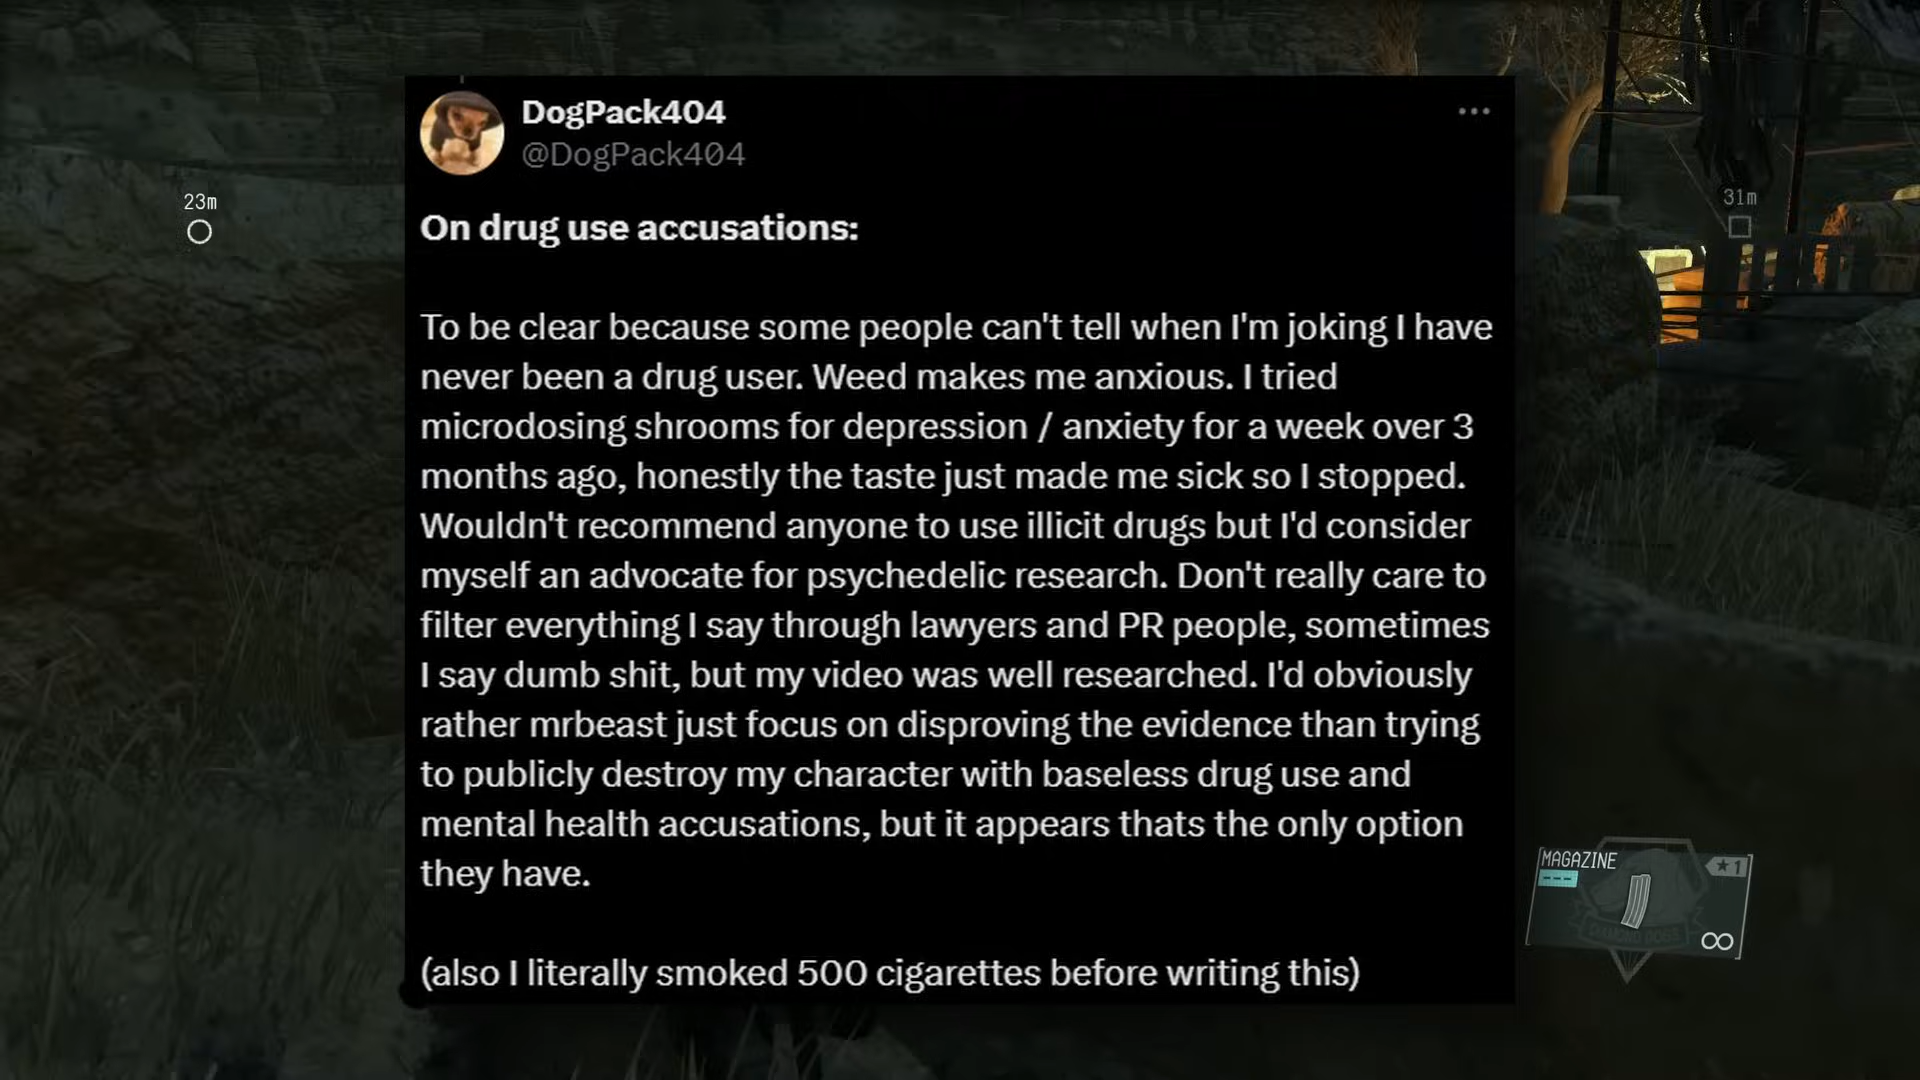 DogPack404
@DogPack404
23m
31m
On drug use accusations:
To be clear because some people can't tell when I'm joking I have
never been a drug user. Weed makes me anxious. I tried
microdosing shrooms for depression / anxiety for a week over 3
months ago, honestly the taste just made me sick so I stopped.
Wouldn't recommend anyone to use illicit drugs but I'd consider
myself an advocate for psychedelic research. Don't really care to
filter everything I say through lawyers and PR people, sometimes
I say dumb shit, but my video was well researched. I'd obviously
rather mrbeast just focus on disproving the evidence than trying
to publicly destroy my character with baseless drug use and
mental health accusations, but it appears thats the only option
they have.
(also I literally smoked 500 cigarettes before writing this)
MAGAZINE
★1
---
DIAMOND DOGS
∞